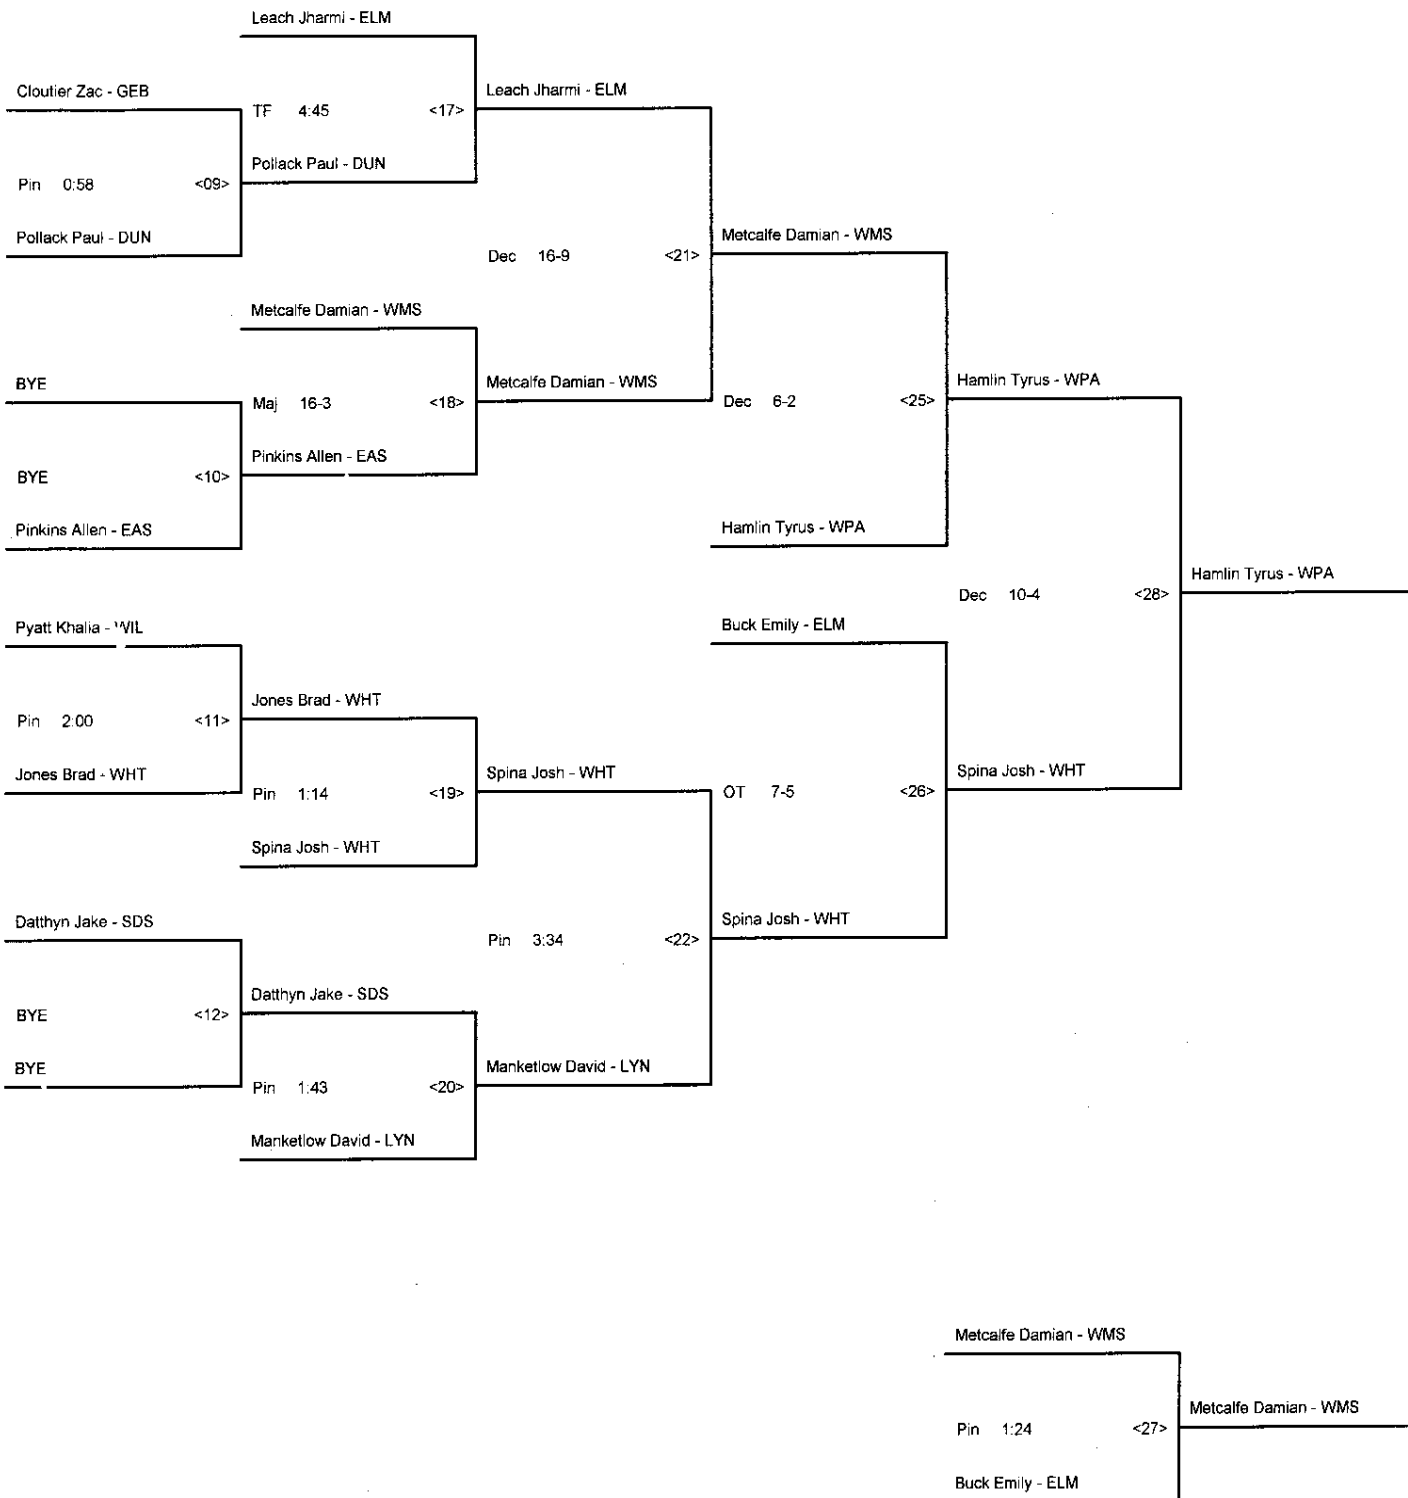 Leach Jharmi - ELM
Cloutier Zac - GEB
TF 4:45 <17>
Leach Jharmi - ELM
Pollack Paul - DUN
Pin 0:58 <09>
Pollack Paul - DUN
Metcalfe Damian - WMS
Dec 16-9 <21>
Metcalfe Damian - WMS
BYE
Maj 16-3 <18>
Metcalfe Damian - WMS
Dec 6-2 <25>
Hamlin Tyrus - WPA
Pinkins Allen - EAS
BYE <10>
Pinkins Allen - EAS
Hamlin Tyrus - WPA
Dec 10-4 <28>
Hamlin Tyrus - WPA
Pyatt Khalia - WIL
Buck Emily - ELM
Jones Brad - WHT
Pin 2:00 <11>
Jones Brad - WHT
Pin 1:14 <19>
Spina Josh - WHT
OT 7-5 <26>
Spina Josh - WHT
Spina Josh - WHT
Datthyn Jake - SDS
Pin 3:34 <22>
Spina Josh - WHT
Datthyn Jake - SDS
BYE <12>
BYE
Pin 1:43 <20>
Manketlow David - LYN
Manketlow David - LYN
Metcalfe Damian - WMS
Pin 1:24 <27>
Metcalfe Damian - WMS
Buck Emily - ELM